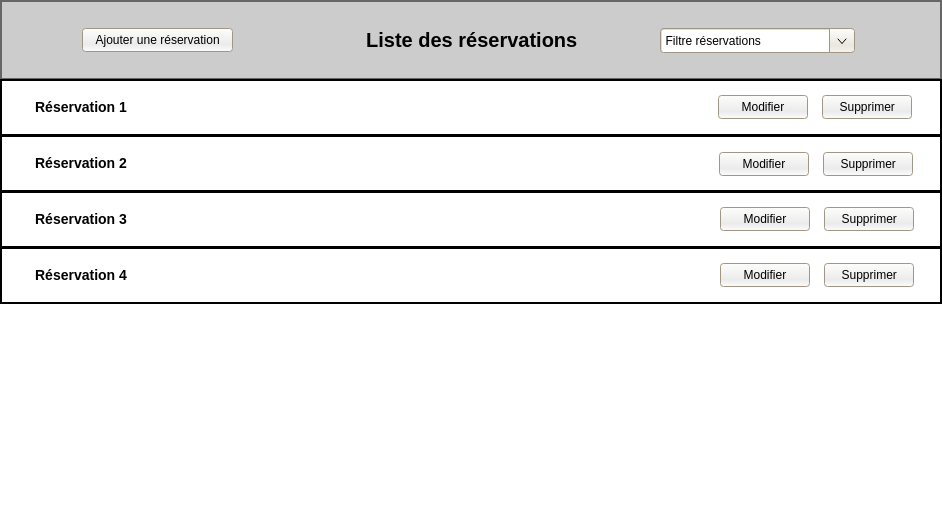 Ajouter une réservation
Liste des réservations
Filtre réservations
Réservation 1 Modifier Supprimer
Réservation 2 Modifier Supprimer
Réservation 3 Modifier Supprimer
Réservation 4 Modifier Supprimer